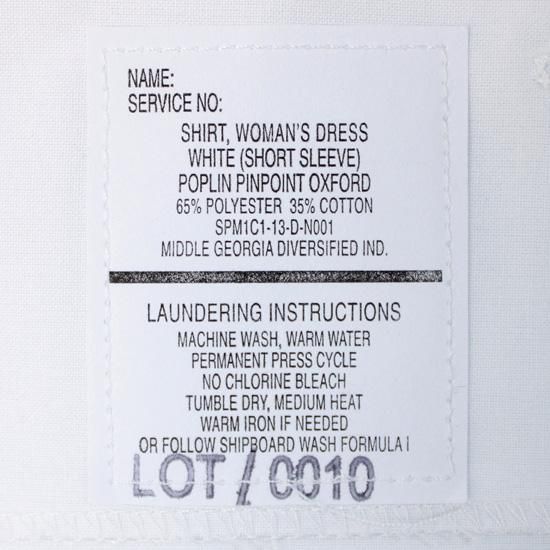 NAME:
SERVICE NO:
SHIRT, WOMAN'S DRESS
WHITE (SHORT SLEEVE)
POPLIN PINPOINT OXFORD
65% POLYESTER 35% COTTON
SPM1C1-13-D-N001
MIDDLE GEORGIA DIVERSIFIED IND.
LAUNDERING INSTRUCTIONS
MACHINE WASH, WARM WATER
PERMANENT PRESS CYCLE
NO CHLORINE BLEACH
TUMBLE DRY, MEDIUM HEAT
WARM IRON IF NEEDED
OR FOLLOW SHIPBOARD WASH FORMULA I
LOT / 0010